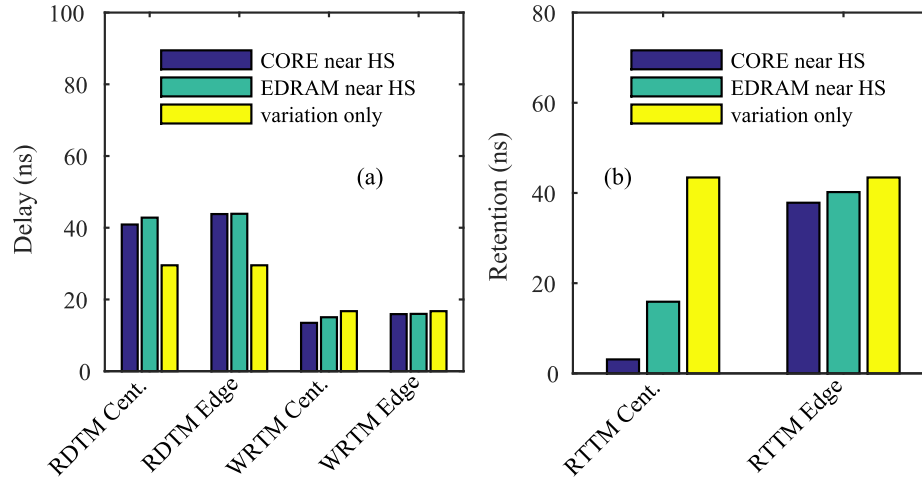 100
80
60
40
20
0
Delay (ns)
CORE near HS
EDRAM near HS
variation only
(a)
RDTM Cent.
RDTM Edge
WRTM Cent.
WRTM Edge
80
60
40
20
0
Retention (ns)
CORE near HS
EDRAM near HS
variation only
(b)
RTTM Cent.
RTTM Edge